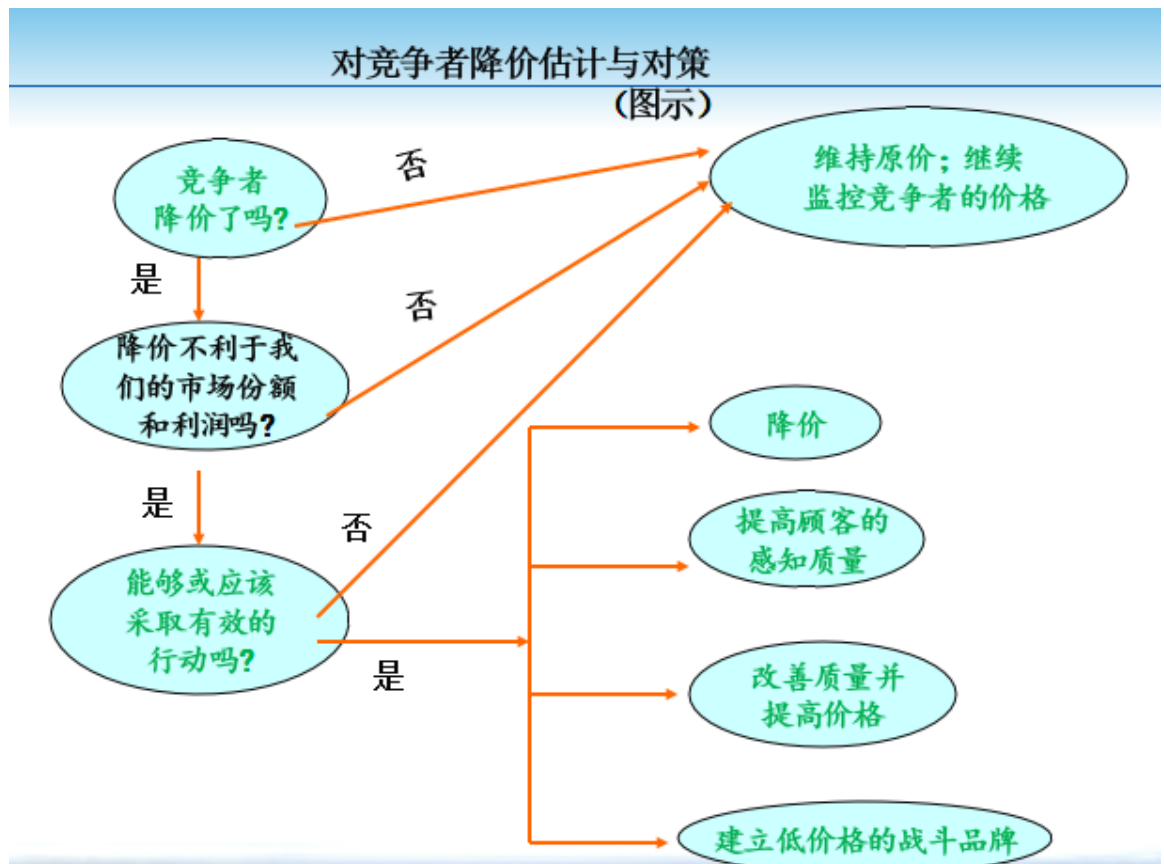 对竞争者降价估计与对策
（图示）
竞争者
降价了吗?
否
维持原价；继续
监控竞争者的价格
是
否
降价不利于我
们的市场份额
和利润吗?
降价
是
否
提高顾客的
感知质量
能够或应该
采取有效的
行动吗?
是
改善质量并
提高价格
建立低价格的战斗品牌